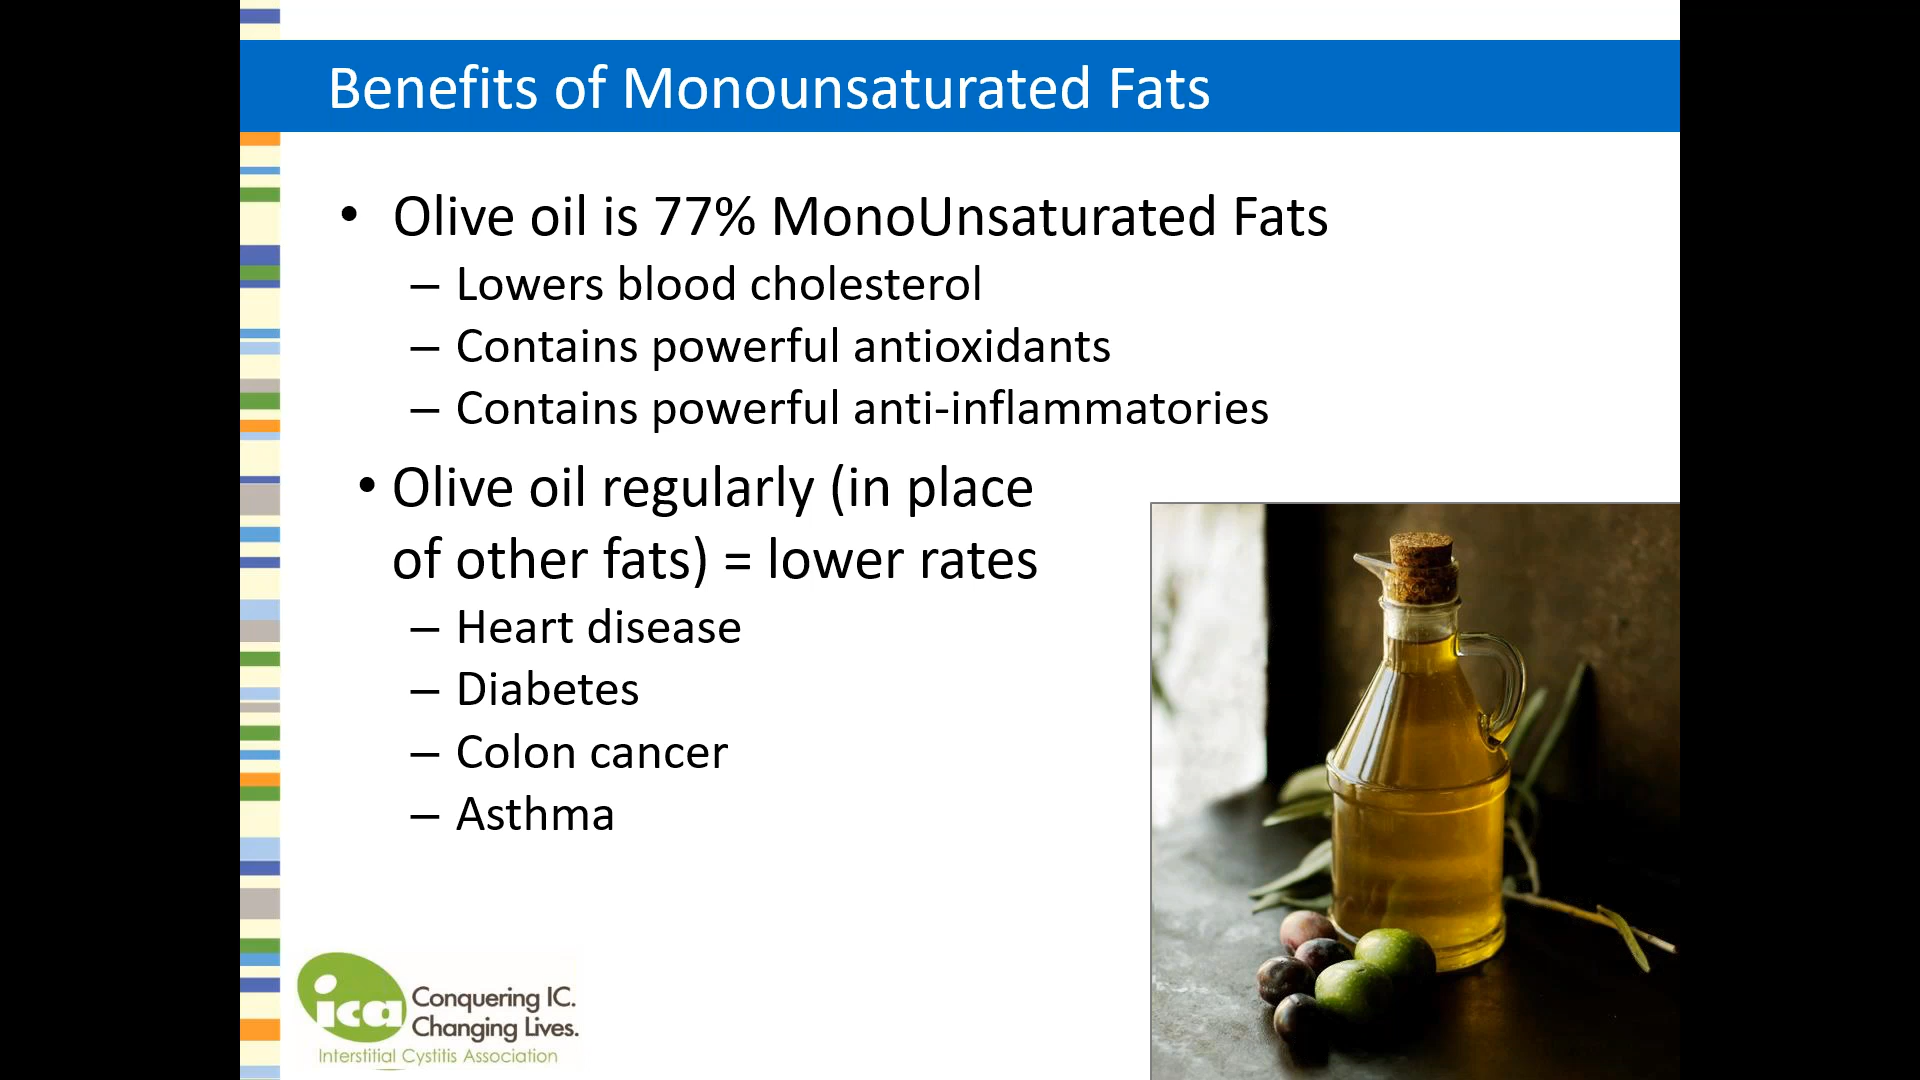 Benefits of Monounsaturated Fats
• Olive oil is 77% MonoUnsaturated Fats
– Lowers blood cholesterol
– Contains powerful antioxidants
– Contains powerful anti-inflammatories
• Olive oil regularly (in place
of other fats) = lower rates
– Heart disease
– Diabetes
– Colon cancer
– Asthma
ica
Conquering IC.
Changing Lives.
Interstitial Cystitis Association